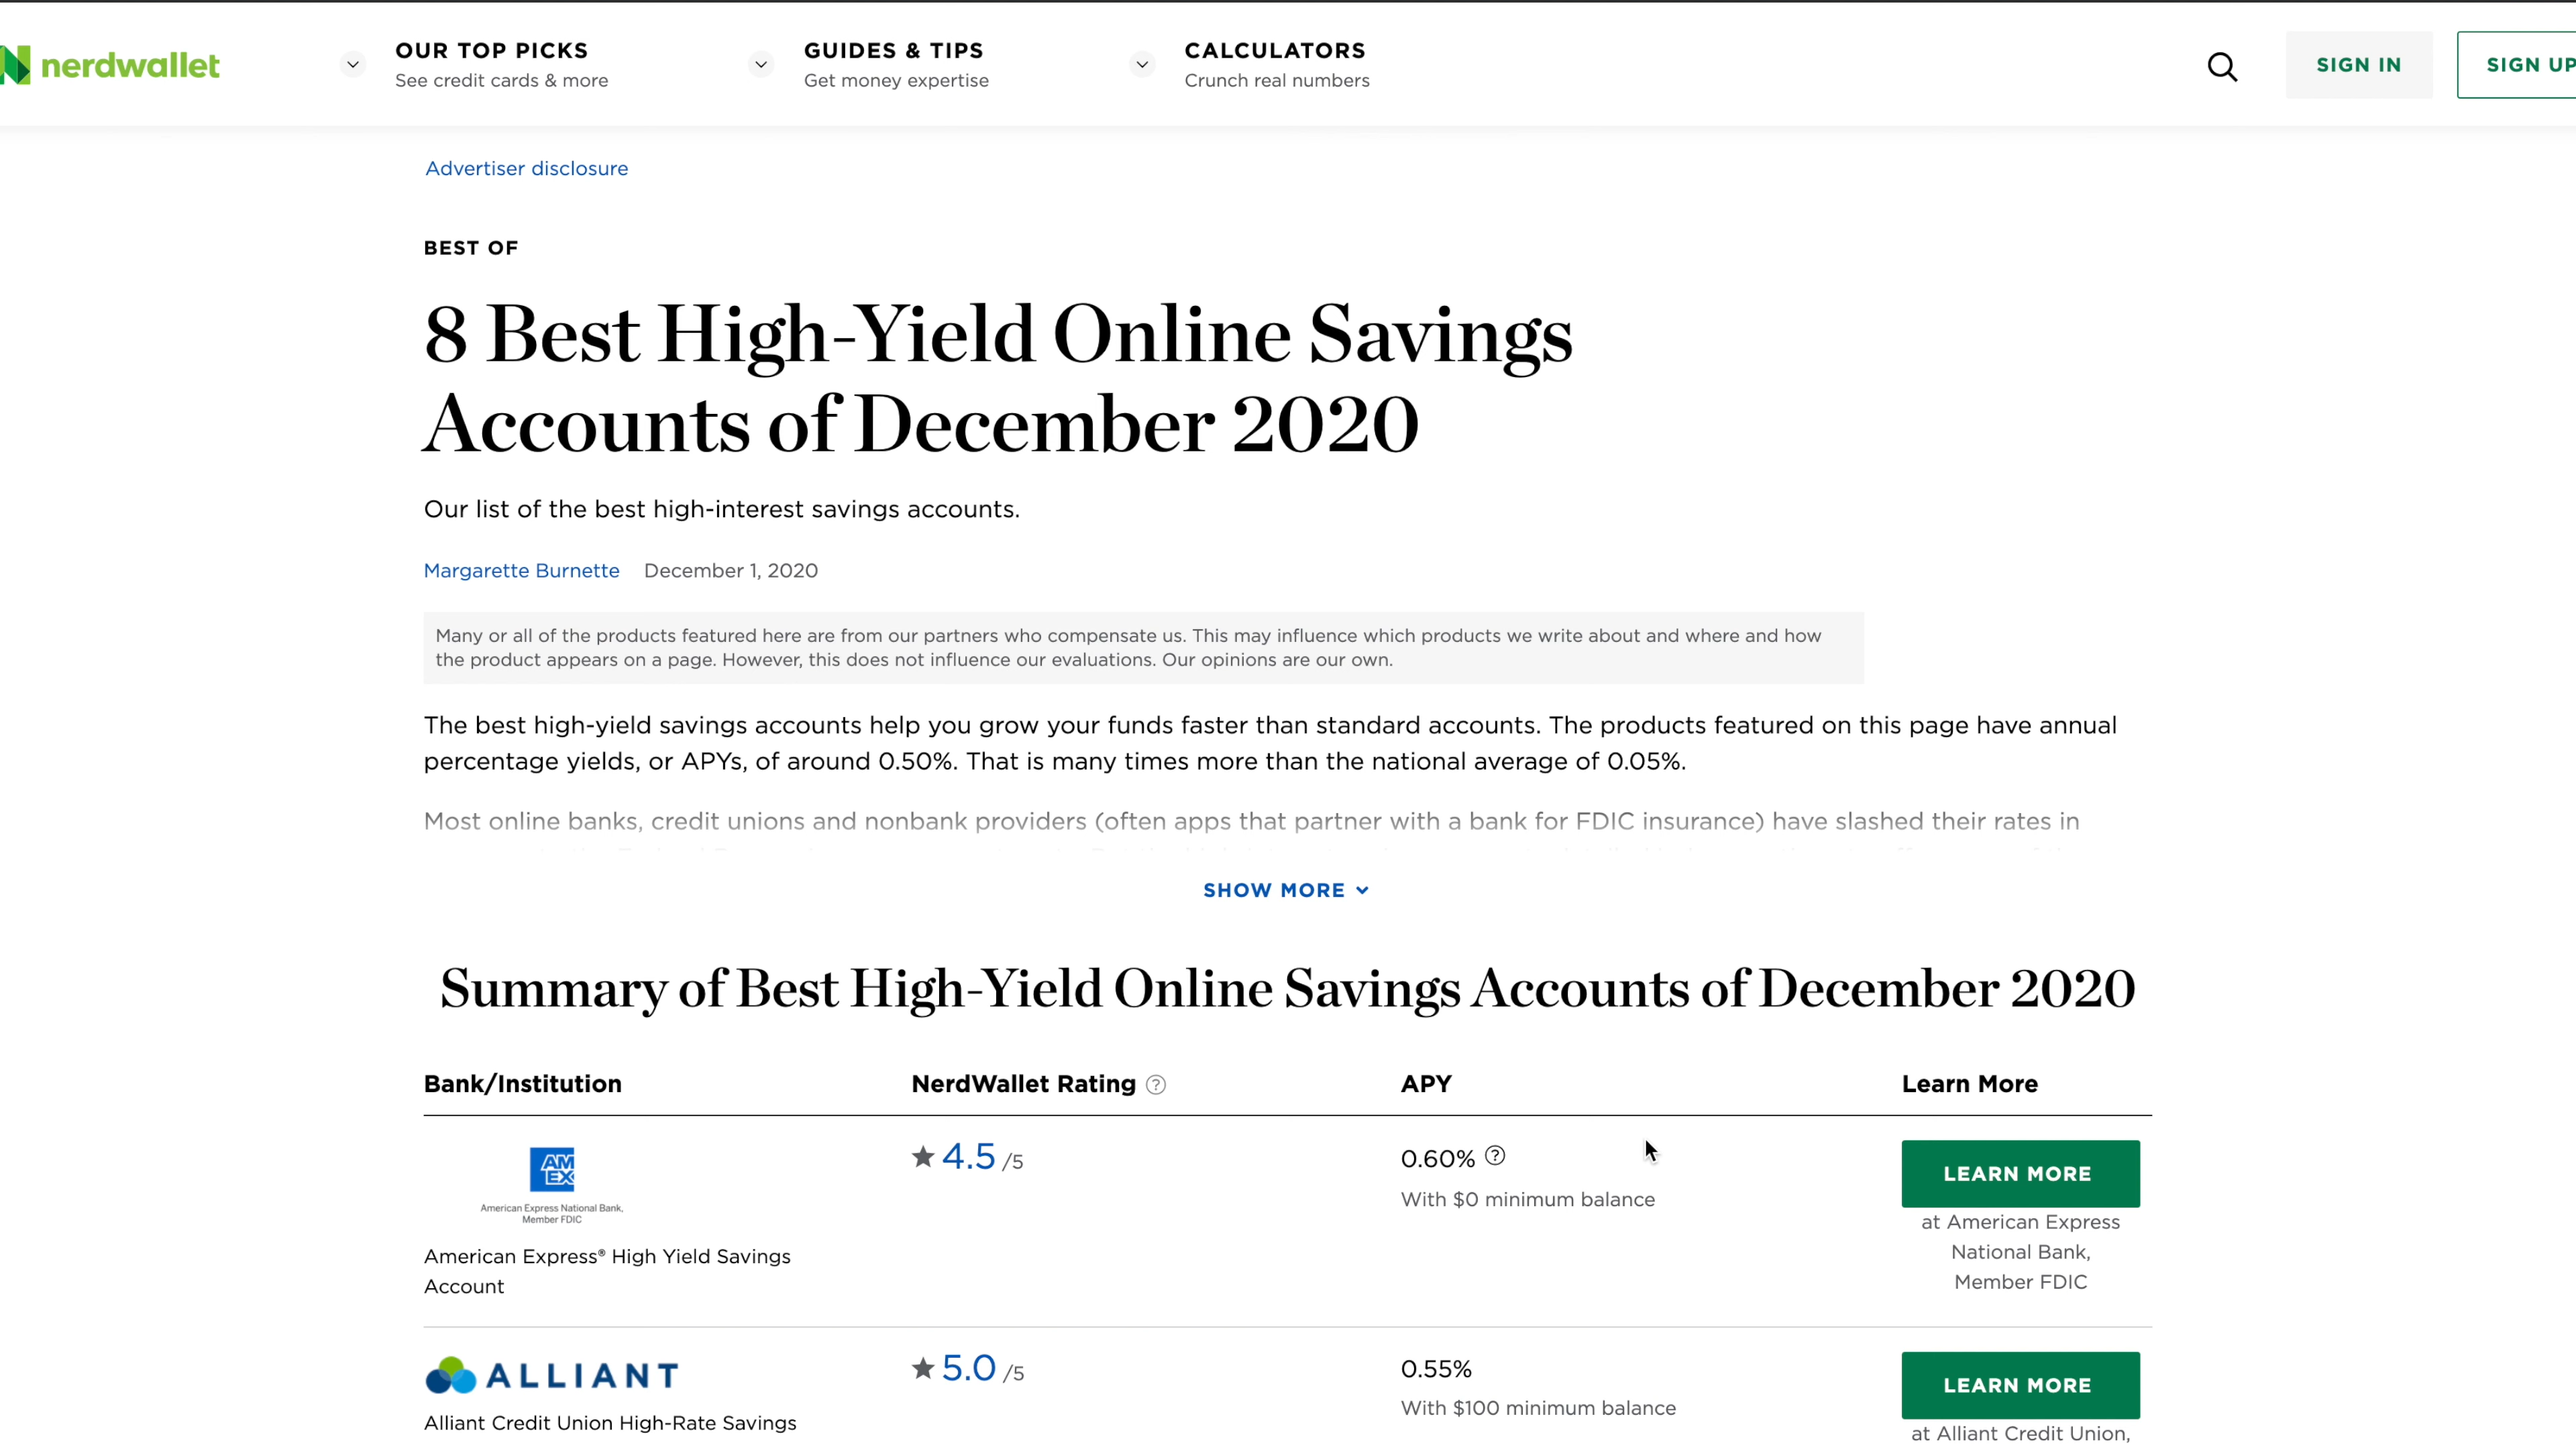 nerdwallet
OUR TOP PICKS
See credit cards & more
GUIDES & TIPS
Get money expertise
CALCULATORS
Crunch real numbers
SIGN IN
SIGN UP
Advertiser disclosure
BEST OF
8 Best High-Yield Online Savings
Accounts of December 2020
Our list of the best high-interest savings accounts.
Margarette Burnette December 1, 2020
Many or all of the products featured here are from our partners who compensate us. This may influence which products we write about and where and how
the product appears on a page. However, this does not influence our evaluations. Our opinions are our own.
The best high-yield savings accounts help you grow your funds faster than standard accounts. The products featured on this page have annual
percentage yields, or APYs, of around 0.50%. That is many times more than the national average of 0.05%.
Most online banks, credit unions and nonbank providers (often apps that partner with a bank for FDIC insurance) have slashed their rates in
SHOW MORE
Summary of Best High-Yield Online Savings Accounts of December 2020
Bank/Institution NerdWallet Rating ? APY Learn More
AM
EX
American Express National Bank,
Member FDIC
American Express® High Yield Savings
Account
4.5 /5
0.60% ?
With $0 minimum balance
LEARN MORE
at American Express
National Bank,
Member FDIC
ALLIANT
Alliant Credit Union High-Rate Savings
5.0 /5
0.55%
With $100 minimum balance
LEARN MORE
at Alliant Credit Union,